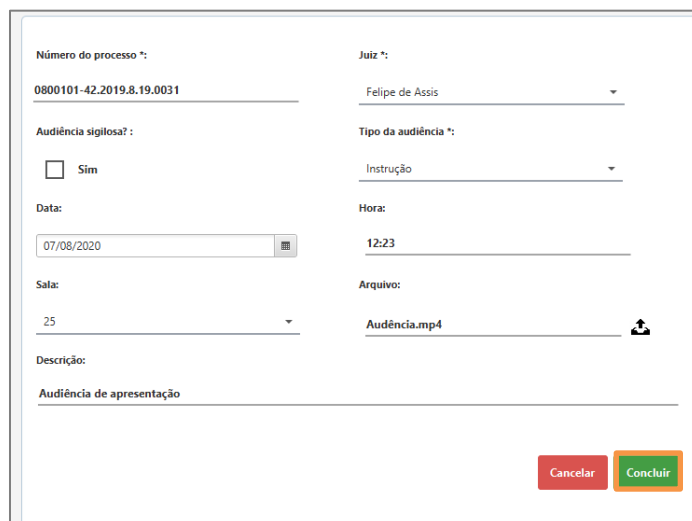 Número do processo *:
Juiz *:
0800101-42.2019.8.19.0031
Felipe de Assis
Audiência sigilosa? :
Tipo da audiência *:
Sim
Instrução
Data:
Hora:
07/08/2020
12:23
Sala:
Arquivo:
25
Audência.mp4
Descrição:
Audiência de apresentação
Cancelar
Concluir